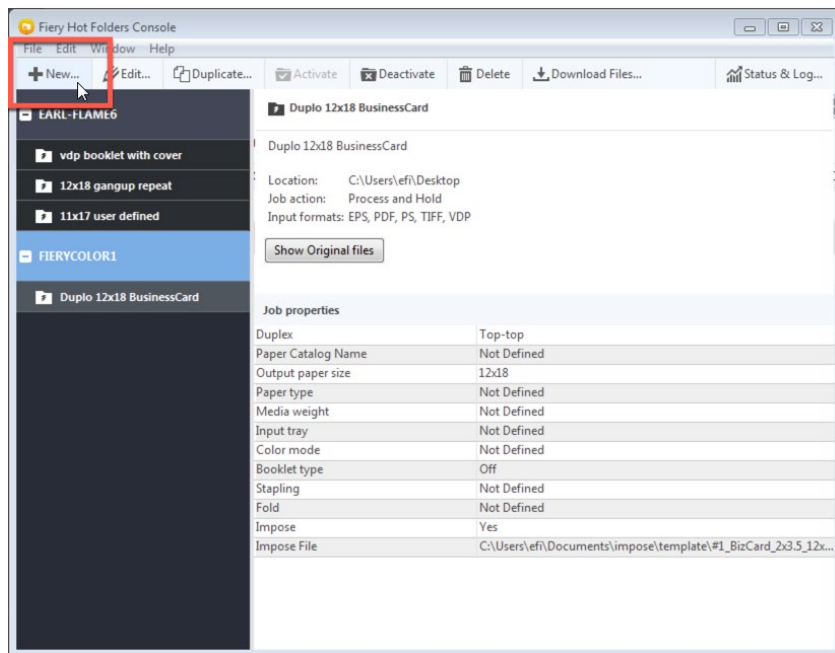 Fiery Hot Folders Console
File Edit Window Help
New... Edit... Duplicate... Activate Deactivate Delete Download Files... Status & Log...
EARL-FLAME6
vdp booklet with cover
12x18 gangup repeat
11x17 user defined
FIERYCOLOR1
Duplo 12x18 BusinessCard
Duplo 12x18 BusinessCard
Duplo 12x18 BusinessCard
Location: C:\Users\efi\Desktop
Job action: Process and Hold
Input formats: EPS, PDF, PS, TIFF, VDP
Show Original files
Job properties
Duplex Top-top
Paper Catalog Name Not Defined
Output paper size 12x18
Paper type Not Defined
Media weight Not Defined
Input tray Not Defined
Color mode Not Defined
Booklet type Off
Stapling Not Defined
Fold Not Defined
Impose Yes
Impose File C:\Users\efi\Documents\impose\template\#1_BizCard_2x3.5_12x...